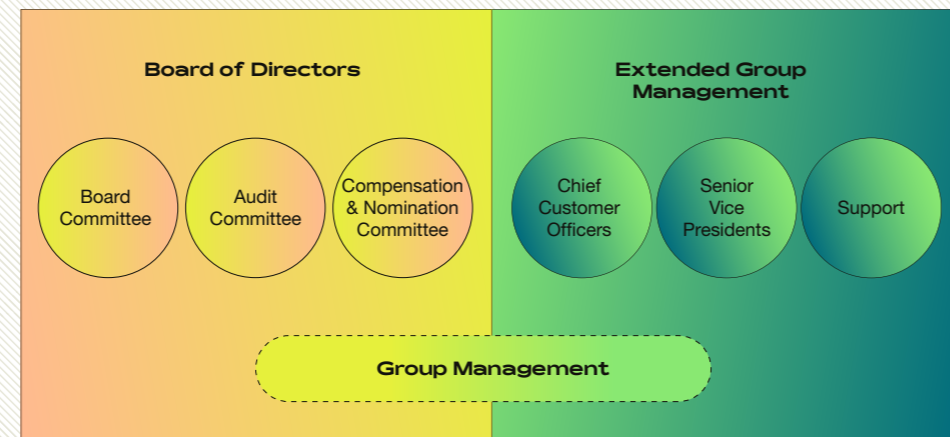 Board of Directors
Board
Committee
Audit
Committee
Compensation
& Nomination
Committee
Extended Group
Management
Chief
Customer
Officers
Senior
Vice
Presidents
Support
Group Management